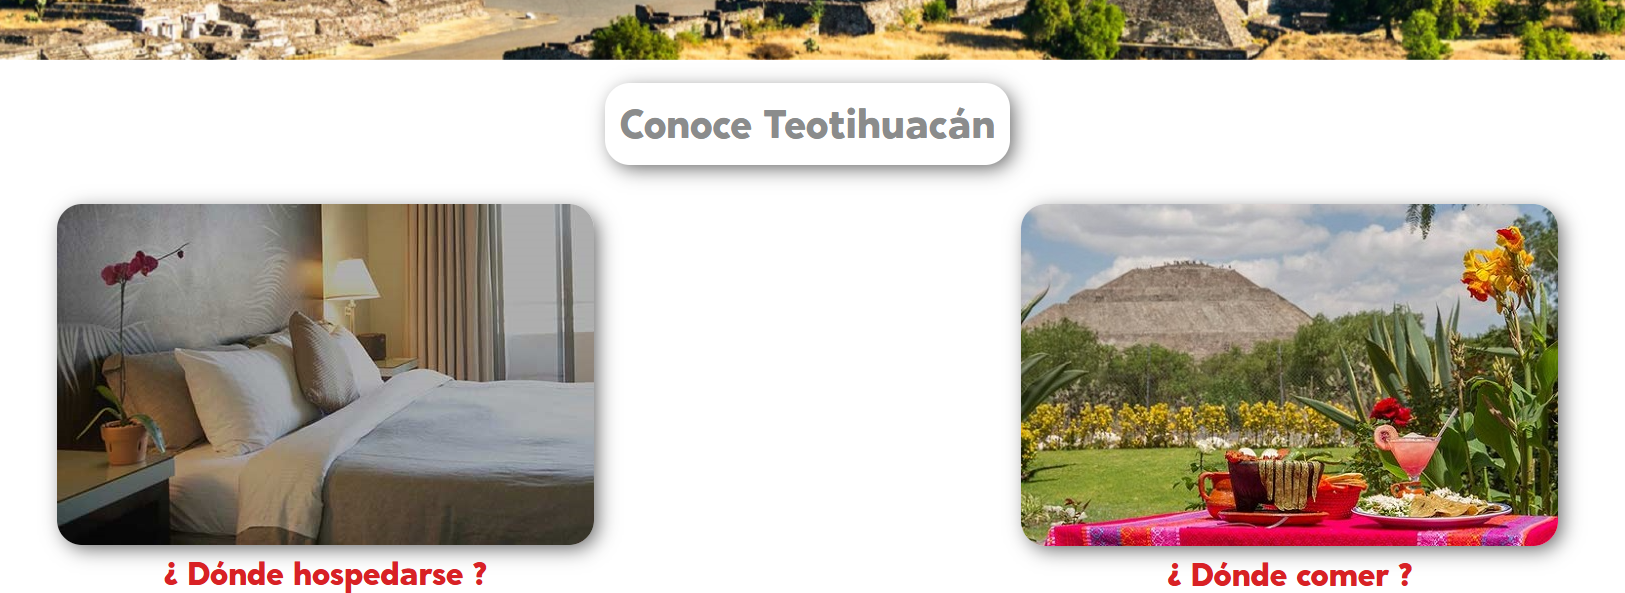 Conoce Teotihuacán
¿ Dónde hospedarse ?
¿ Dónde comer ?